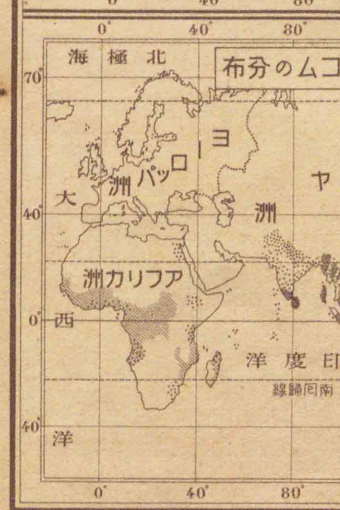 0° 40° 80°
海極北
布分のムコ
70°
ヨーロッパ洲
ヤ
大
40°
洲
洲カリフア
0°
西
洋度印
線歸囘南
40°
洋
0° 40° 80°